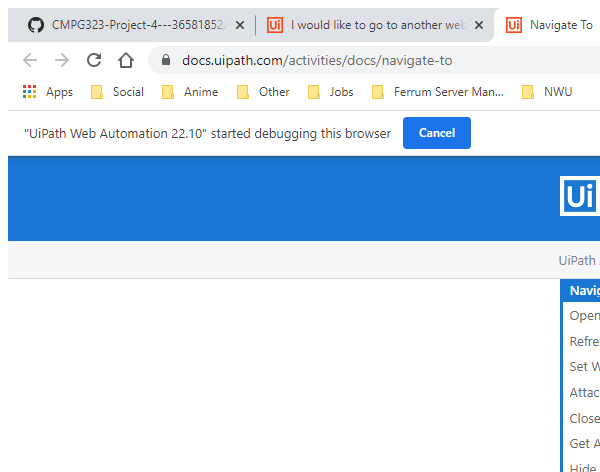 CMPG323-Project-4---36581852/
Ui I would like to go to another web
Ui Navigate To
docs.uipath.com/activities/docs/navigate-to
Apps Social Anime Other Jobs Ferrum Server Man... NWU
"UiPath Web Automation 22.10" started debugging this browser Cancel
Ui
UiPath
Navig
Open
Refres
Set W
Attac
Close
Get A
Hide